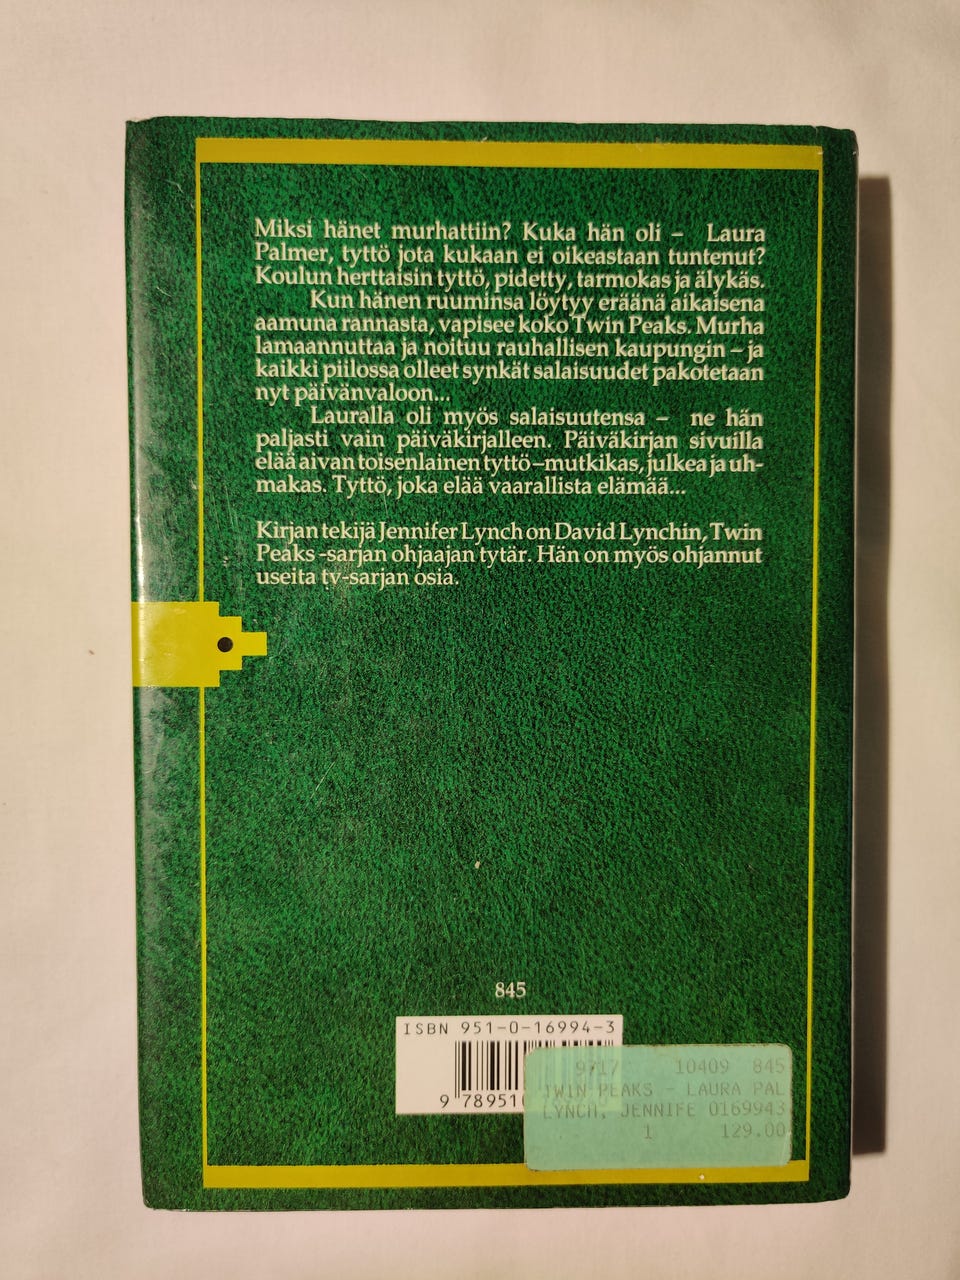 Miksi hänet murhattiin? Kuka hän oli – Laura
Palmer, tyttö jota kukaan ei oikeastaan tuntenut?
Koulun herttaisin tyttö, pidetty, tarmokas ja älykäs.
Kun hänen ruuminsa löytyy eräänä aikaisena
aamuna rannasta, vapisee koko Twin Peaks. Murha
lamaannuttaa ja noituu rauhallisen kaupungin – ja
kaikki piilossa olleet synkät salaisuudet pakotetaan
nyt päivänvaloon...
Lauralla oli myös salaisuutensa – ne hän
paljasti vain päiväkirjalleen. Päiväkirjan sivuilla
elää aivan toisenlainen tyttö – mutkikas, julkea ja uh-
makas. Tyttö, joka elää vaarallista elämää...
Kirjan tekijä Jennifer Lynch on David Lynchin, Twin
Peaks -sarjan ohjaajan tytär. Hän on myös ohjannut
useita tv-sarjan osia.
845
ISBN 951-0-16994-3
9 78951
9717 10409 845
TWIN PEAKS - LAURA PAL
LYNCH, JENNIFE 0169943
1 129.00